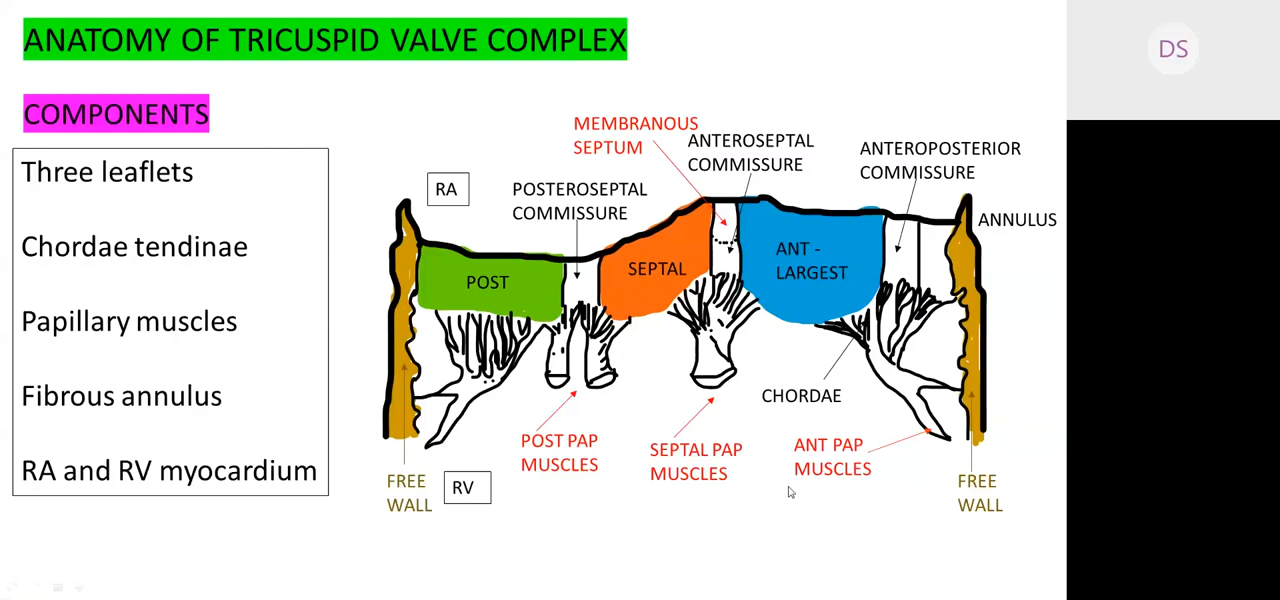 ANATOMY OF TRICUSPID VALVE COMPLEX
DS
COMPONENTS
Three leaflets
Chordae tendinae
Papillary muscles
Fibrous annulus
RA and RV myocardium
MEMBRANOUS
SEPTUM
ANTEROSEPTAL
COMMISSURE
ANTEROPOSTERIOR
COMMISSURE
RA
POSTEROSEPTAL
COMMISSURE
ANNULUS
POST
SEPTAL
ANT -
LARGEST
CHORDAE
POST PAP
MUSCLES
SEPTAL PAP
MUSCLES
ANT PAP
MUSCLES
FREE
WALL
RV
FREE
WALL